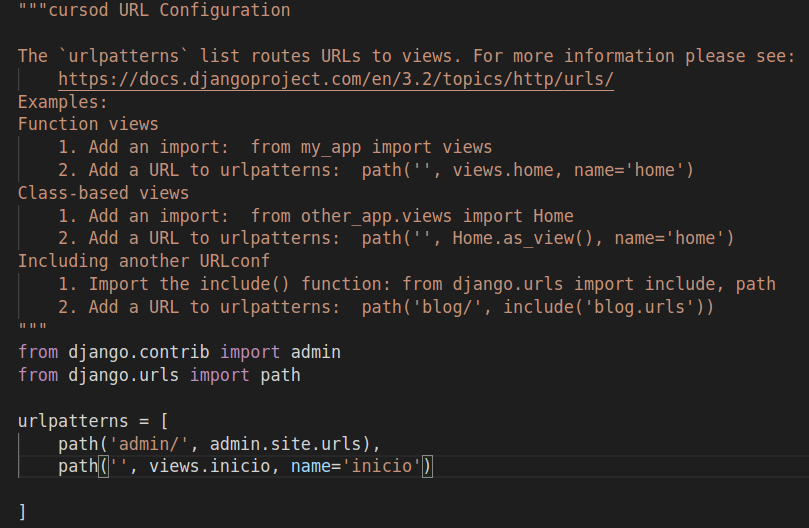 """cursod URL Configuration
The `urlpatterns` list routes URLs to views. For more information please see:
    https://docs.djangoproject.com/en/3.2/topics/http/urls/
Examples:
Function views
    1. Add an import:  from my_app import views
    2. Add a URL to urlpatterns:  path('', views.home, name='home')
Class-based views
    1. Add an import:  from other_app.views import Home
    2. Add a URL to urlpatterns:  path('', Home.as_view(), name='home')
Including another URLconf
    1. Import the include() function: from django.urls import include, path
    2. Add a URL to urlpatterns:  path('blog/', include('blog.urls'))
"""
from django.contrib import admin
from django.urls import path
urlpatterns = [
    path('admin/', admin.site.urls),
    path('', views.inicio, name='inicio')
]